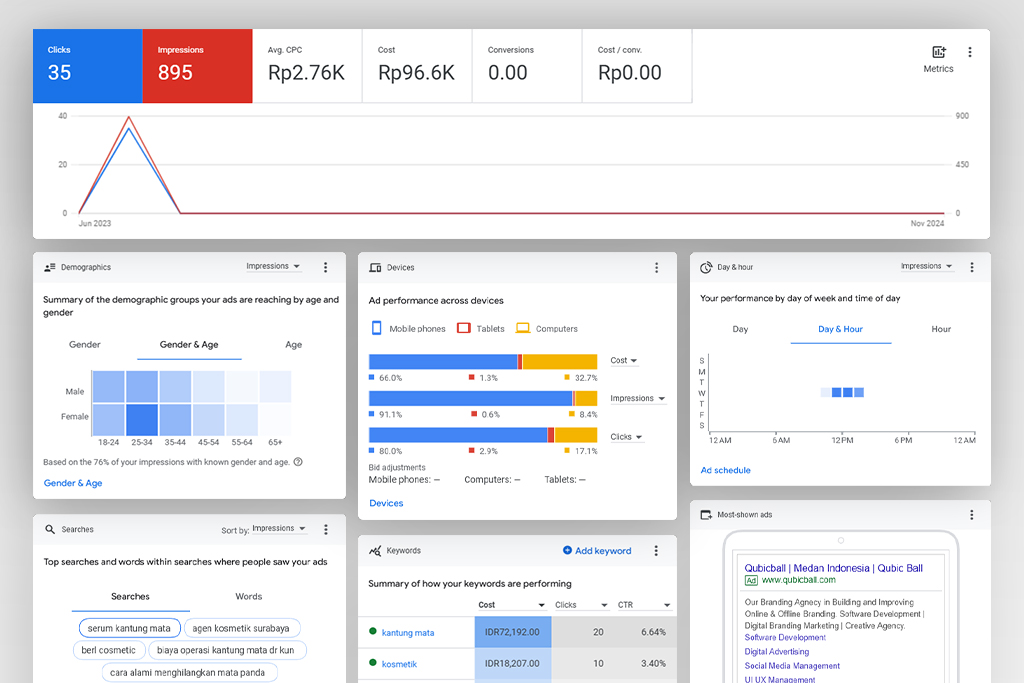 Clicks
35
Impressions
895
Avg. CPC
Rp2.76K
Cost
Rp96.6K
Conversions
0.00
Cost / conv.
Rp0.00
Metrics
40
20
0
900
450
0
Jun 2023
Nov 2024
Demographics
Impressions
Summary of the demographic groups your ads are reaching by age and
gender
Gender
Gender & Age
Age
Male
Female
18-24 25-34 35-44 45-54 55-64 65+
Based on the 76% of your impressions with known gender and age.
Gender & Age
Devices
Ad performance across devices
Mobile phones Tablets Computers
Cost
66.0% 1.3% 32.7%
Impressions
91.1% 0.6% 8.4%
Clicks
80.0% 2.9% 17.1%
Bid adjustments
Mobile phones: — Computers: — Tablets: —
Devices
Day & hour
Impressions
Your performance by day of week and time of day
Day
Day & Hour
Hour
S
M
T
W
T
F
S
12 AM 6 AM 12PM 6 PM 12 AM
Ad schedule
Searches
Sort by: Impressions
Top searches and words within searches where people saw your ads
Searches
Words
serum kantung mata
agen kosmetik surabaya
berl cosmetic
biaya operasi kantung mata dr kun
cara alami menghilangkan mata panda
Keywords
Add keyword
Summary of how your keywords are performing
Cost Clicks CTR
kantung mata IDR72,192.00 20 6.64%
kosmetik IDR18,207.00 10 3.40%
Most-shown ads
Qubicball | Medan Indonesia | Qubic Ball
Ad www.qubicball.com
Our Branding Agency in Building and Improving
Online & Offline Branding. Software Development |
Digital Branding Marketing | Creative Agency.
Software Development
Digital Advertising
Social Media Management
UI UX Management